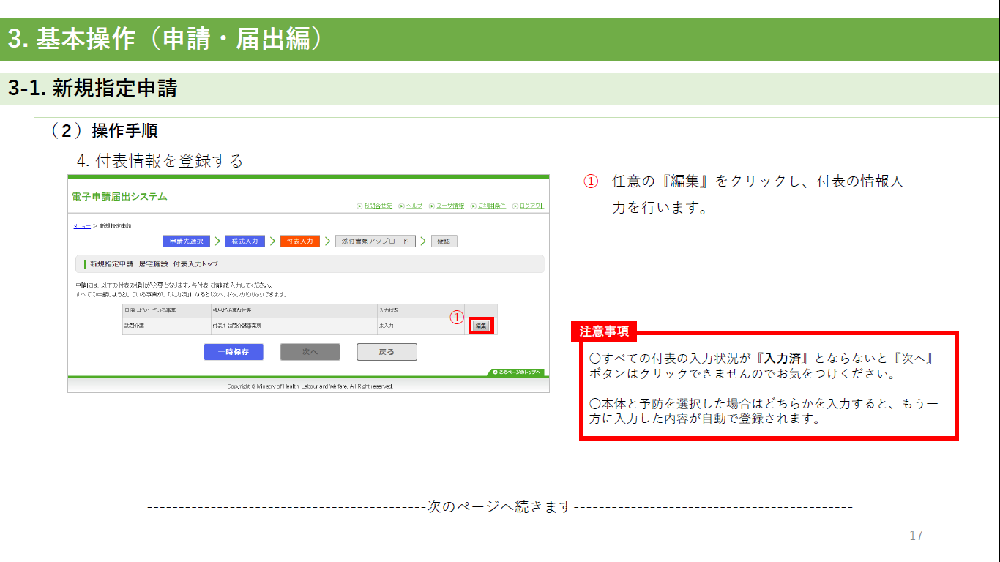 3. 基本操作（申請・届出編）
3-1. 新規指定申請
（2）操作手順
4. 付表情報を登録する
電子申請届出システム
お問合せ先 ヘルプ ユーザ情報 ご利用条件 ログアウト
メニュー > 新規指定申請
申請先選択 様式入力 付表入力 添付書類アップロード 確認
新規指定申請 居宅施設 付表入力トップ
申請には、以下の付表の提出が必要となります。各付表に情報を入力してください。
すべての申請しようとしている事業が、「入力済」になると「次へ」ボタンがクリックできます。
申請しようとしている事業 提出が必要な付表 入力状況
訪問介護 付表1 訪問介護事業所 未入力 ① 編集
一時保存 次へ 戻る
このページのトップへ
Copyright © Ministry of Health, Labour and Welfare, All Right reserved.
① 任意の『編集』をクリックし、付表の情報入
力を行います。
注意事項
〇すべての付表の入力状況が『入力済』とならないと『次へ』
ボタンはクリックできませんのでお気をつけください。
〇本体と予防を選択した場合はどちらかを入力すると、もう一
方に入力した内容が自動で登録されます。
--------------------------------------------次のページへ続きます--------------------------------------------
17